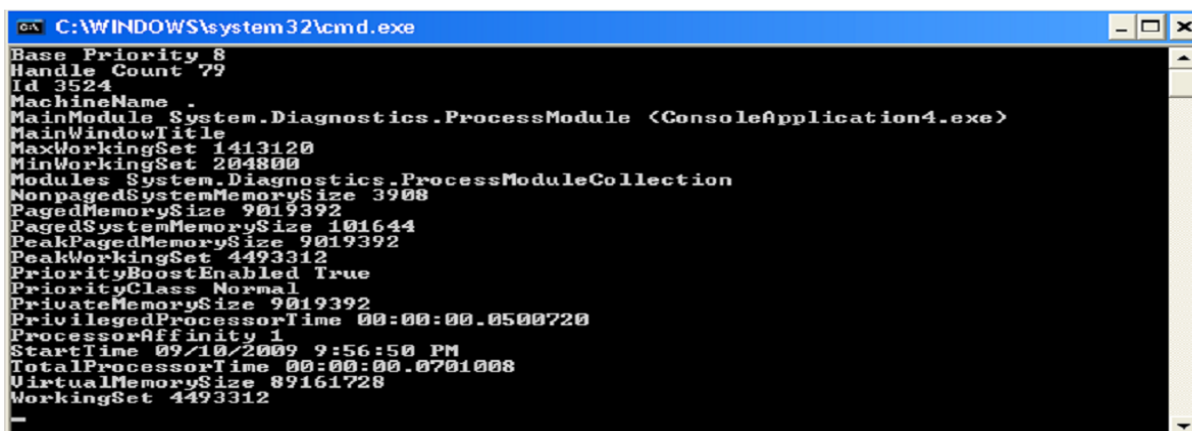 C:\WINDOWS\system32\cmd.exe
Base Priority 8
Handle Count 79
Id 3524
MachineName .
MainModule System.Diagnostics.ProcessModule (ConsoleApplication4.exe)
MainWindowTitle
MaxWorkingSet 1413120
MinWorkingSet 204800
Modules System.Diagnostics.ProcessModuleCollection
NonpagedSystemMemorySize 3908
PagedMemorySize 9019392
PagedSystemMemorySize 101644
PeakPagedMemorySize 9019392
PeakWorkingSet 4493312
PriorityBoostEnabled True
PriorityClass Normal
PrivateMemorySize 9019392
PrivilegedProcessorTime 00:00:00.0500720
ProcessorAffinity 1
StartTime 09/10/2009 9:56:50 PM
TotalProcessorTime 00:00:00.0701008
VirtualMemorySize 89161728
WorkingSet 4493312